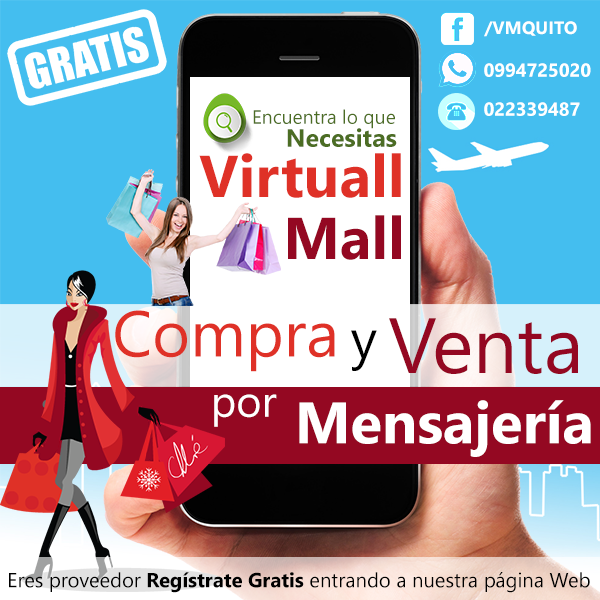 GRATIS
/VMQUITO
0994725020
022339487
Encuentra lo que
Necesitas
Virtuall
Mall
Compra y Venta
por Mensajería
Eres proveedor Regístrate Gratis entrando a nuestra página Web